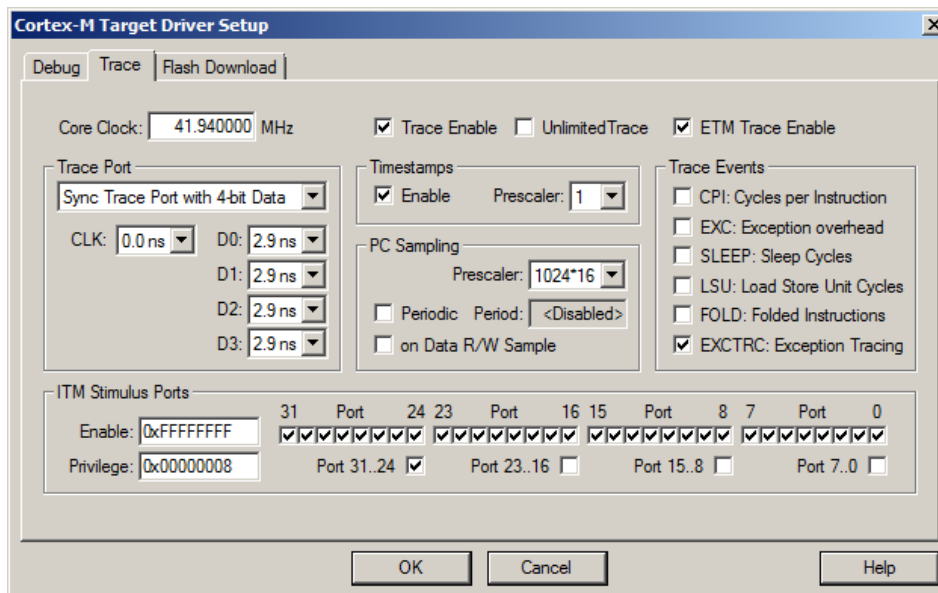 Cortex-M Target Driver Setup
Debug Trace Flash Download
Core Clock: 41.940000 MHz
Trace Enable
UnlimitedTrace
ETM Trace Enable
Trace Port
Sync Trace Port with 4-bit Data
CLK: 0.0 ns D0: 2.9 ns
D1: 2.9 ns
D2: 2.9 ns
D3: 2.9 ns
Timestamps
Enable Prescaler: 1
PC Sampling
Prescaler: 1024*16
Periodic Period: <Disabled>
on Data R/W Sample
Trace Events
CPI: Cycles per Instruction
EXC: Exception overhead
SLEEP: Sleep Cycles
LSU: Load Store Unit Cycles
FOLD: Folded Instructions
EXCTRC: Exception Tracing
ITM Stimulus Ports
31 Port 24 23 Port 16 15 Port 8 7 Port 0
Enable: 0xFFFFFFFF
Privilege: 0x00000008 Port 31..24 Port 23..16 Port 15..8 Port 7..0
OK Cancel Help